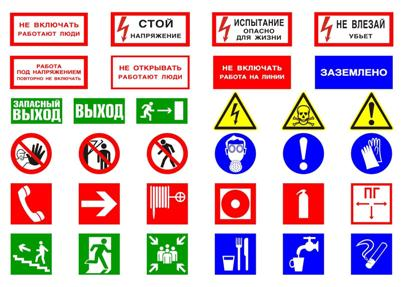 НЕ ВКЛЮЧАТЬ
РАБОТАЮТ ЛЮДИ
СТОЙ
НАПРЯЖЕНИЕ
ИСПЫТАНИЕ
ОПАСНО
ДЛЯ ЖИЗНИ
НЕ ВЛЕЗАЙ
УБЬЕТ
РАБОТА
ПОД НАПРЯЖЕНИЕМ
ПОВТОРНО НЕ ВКЛЮЧАТЬ
НЕ ОТКРЫВАТЬ
РАБОТАЮТ ЛЮДИ
НЕ ВКЛЮЧАТЬ
РАБОТА НА ЛИНИИ
ЗАЗЕМЛЕНО
ЗАПАСНЫЙ
ВЫХОД
ВЫХОД
ПГ